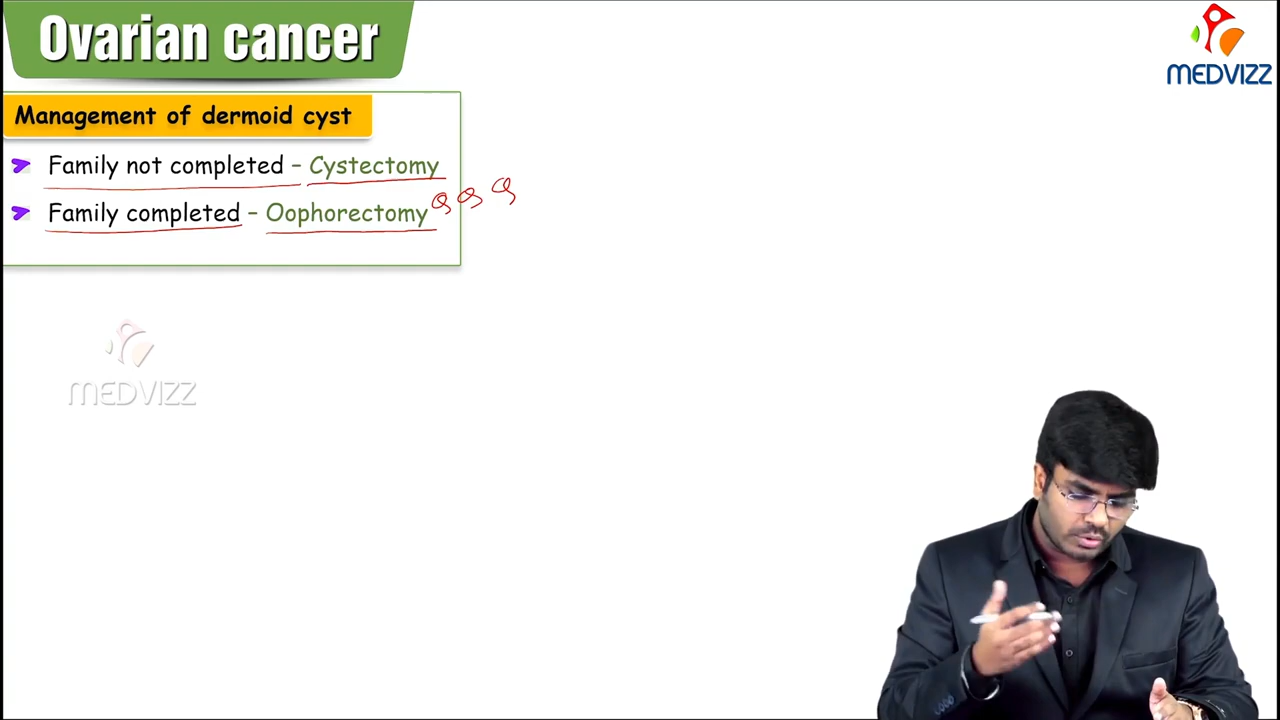 Ovarian cancer
MEDVIZZ
Management of dermoid cyst
Family not completed – Cystectomy
Family completed – Oophorectomy
MEDVIZZ